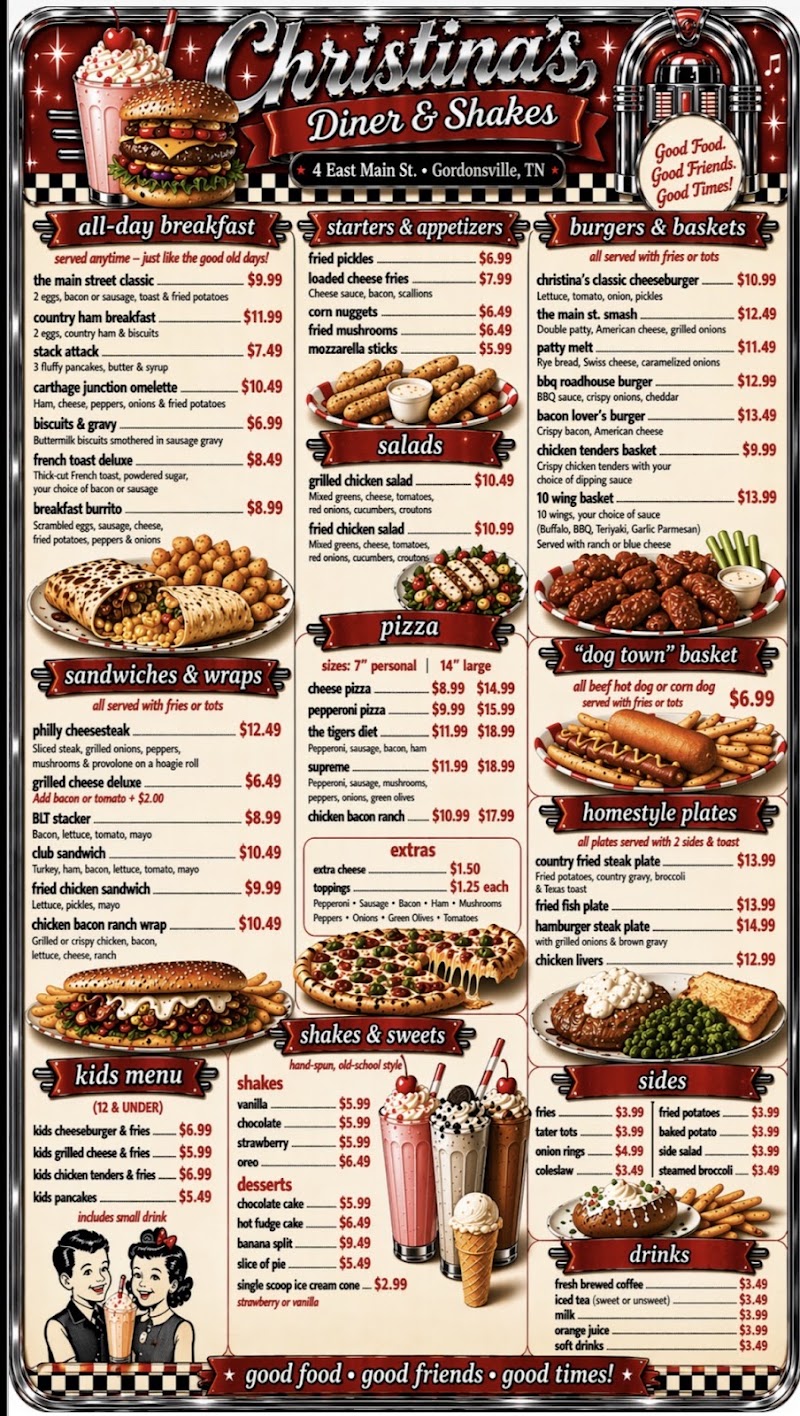 Christina's
Diner & Shakes
4 East Main St. • Gordonsville, TN
Good Food.
Good Friends.
Good Times!
all-day breakfast
served anytime – just like the good old days!
the main street classic $9.99
2 eggs, bacon or sausage, toast & fried potatoes
country ham breakfast $11.99
2 eggs, country ham & biscuits
stack attack $7.49
3 fluffy pancakes, butter & syrup
carthage junction omelette $10.49
Ham, cheese, peppers, onions & fried potatoes
biscuits & gravy $6.99
Buttermilk biscuits smothered in sausage gravy
french toast deluxe $8.49
Thick-cut French toast, powdered sugar,
your choice of bacon or sausage
breakfast burrito $8.99
Scrambled eggs, sausage, cheese,
fried potatoes, peppers & onions
sandwiches & wraps
all served with fries or tots
philly cheesesteak $12.49
Sliced steak, grilled onions, peppers,
mushrooms & provolone on a hoagie roll
grilled cheese deluxe $6.49
Add bacon or tomato + $2.00
BLT stacker $8.99
Bacon, lettuce, tomato, mayo
club sandwich $10.49
Turkey, ham, bacon, lettuce, tomato, mayo
fried chicken sandwich $9.99
Lettuce, pickles, mayo
chicken bacon ranch wrap $10.49
Grilled or crispy chicken, bacon,
lettuce, cheese, ranch
kids menu
(12 & UNDER)
kids cheeseburger & fries $6.99
kids grilled cheese & fries $5.99
kids chicken tenders & fries $6.99
kids pancakes $5.49
includes small drink
starters & appetizers
fried pickles $6.99
loaded cheese fries $7.99
Cheese sauce, bacon, scallions
corn nuggets $6.49
fried mushrooms $6.49
mozzarella sticks $5.99
salads
grilled chicken salad $10.49
Mixed greens, cheese, tomatoes,
red onions, cucumbers, croutons
fried chicken salad $10.99
Mixed greens, cheese, tomatoes,
red onions, cucumbers, croutons
pizza
sizes: 7” personal | 14” large
cheese pizza $8.99 $14.99
pepperoni pizza $9.99 $15.99
the tigers diet $11.99 $18.99
Pepperoni, sausage, bacon, ham
supreme $11.99 $18.99
Pepperoni, sausage, mushrooms,
peppers, onions, green olives
chicken bacon ranch $10.99 $17.99
extras
extra cheese $1.50
toppings $1.25 each
Pepperoni • Sausage • Bacon • Ham • Mushrooms
Peppers • Onions • Green Olives • Tomatoes
shakes & sweets
hand-spun, old-school style
shakes
vanilla $5.99
chocolate $5.99
strawberry $5.99
oreo $6.49
desserts
chocolate cake $5.99
hot fudge cake $6.49
banana split $9.49
slice of pie $5.49
single scoop ice cream cone $2.99
strawberry or vanilla
burgers & baskets
all served with fries or tots
christina's classic cheeseburger $10.99
Lettuce, tomato, onion, pickles
the main st. smash $12.49
Double patty, American cheese, grilled onions
patty melt $11.49
Rye bread, Swiss cheese, caramelized onions
bbq roadhouse burger $12.99
BBQ sauce, crispy onions, cheddar
bacon lover's burger $13.49
Crispy bacon, American cheese
chicken tenders basket $9.99
Crispy chicken tenders with your
choice of dipping sauce
10 wing basket $13.99
10 wings, your choice of sauce
(Buffalo, BBQ, Teriyaki, Garlic Parmesan)
Served with ranch or blue cheese
“dog town” basket
all beef hot dog or corn dog
served with fries or tots $6.99
homestyle plates
all plates served with 2 sides & toast
country fried steak plate $13.99
Fried potatoes, country gravy, broccoli
& Texas toast
fried fish plate $13.99
hamburger steak plate $14.99
with grilled onions & brown gravy
chicken livers $12.99
sides
fries $3.99
tater tots $3.99
onion rings $4.99
coleslaw $3.49
fried potatoes $3.99
baked potato $3.99
side salad $3.99
steamed broccoli $3.49
drinks
fresh brewed coffee $3.49
iced tea (sweet or unsweet) $3.49
milk $3.99
orange juice $3.99
soft drinks $3.49
good food • good friends • good times!